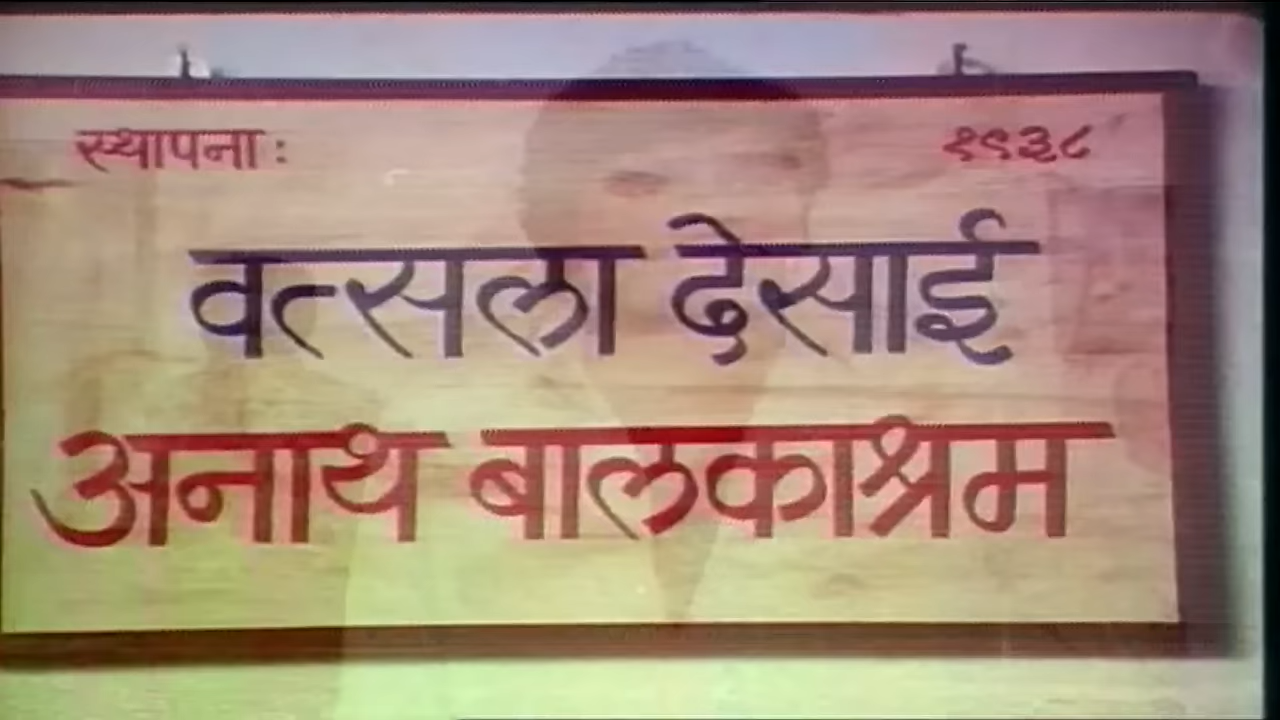 स्थापना: १९३८
वत्सला देसाई
अनाथ बालकाश्रम